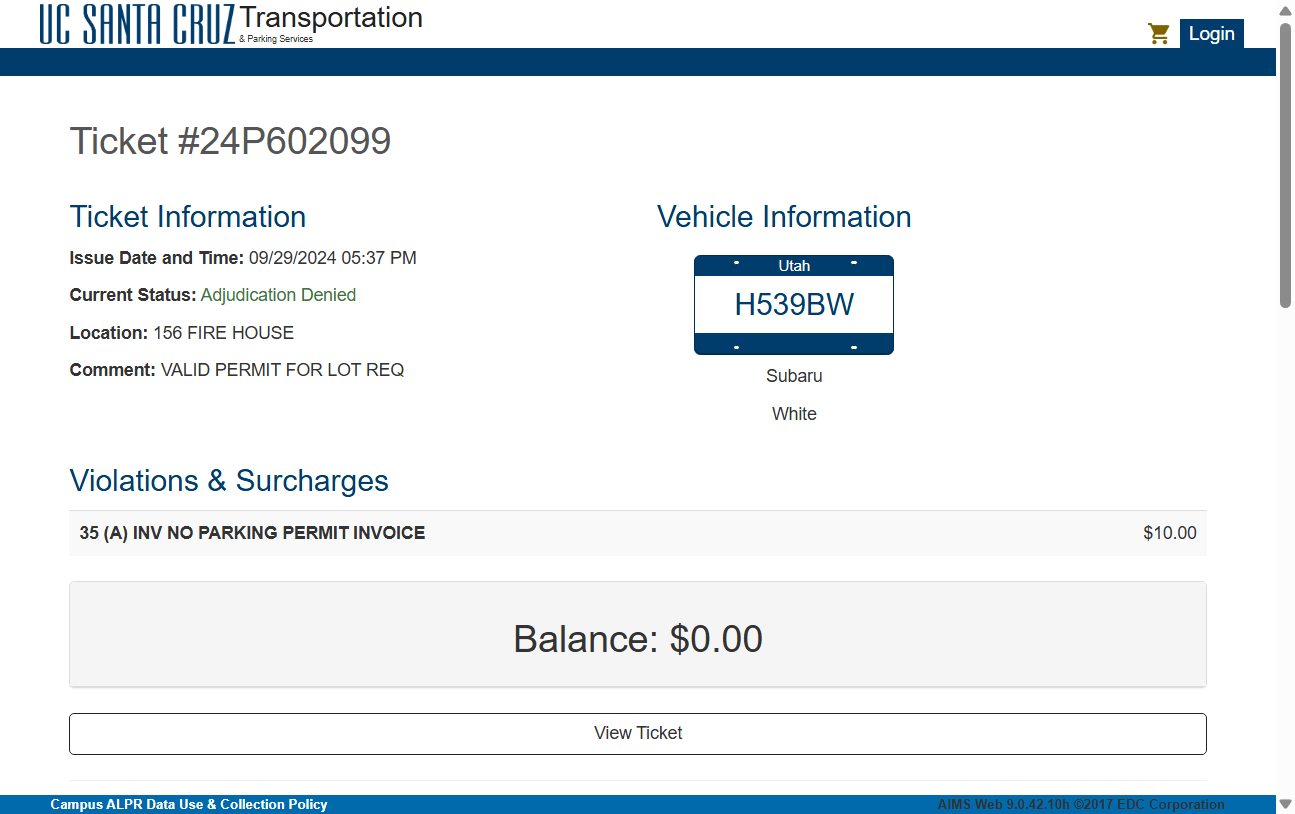 UC SANTA CRUZ Transportation
& Parking Services
Login
Ticket #24P602099
Ticket Information
Issue Date and Time: 09/29/2024 05:37 PM
Current Status: Adjudication Denied
Location: 156 FIRE HOUSE
Comment: VALID PERMIT FOR LOT REQ
Vehicle Information
Utah
H539BW
Subaru
White
Violations & Surcharges
35 (A) INV NO PARKING PERMIT INVOICE $10.00
Balance: $0.00
View Ticket
Campus ALPR Data Use & Collection Policy AIMS Web 9.0.42.10h ©2017 EDC Corporation